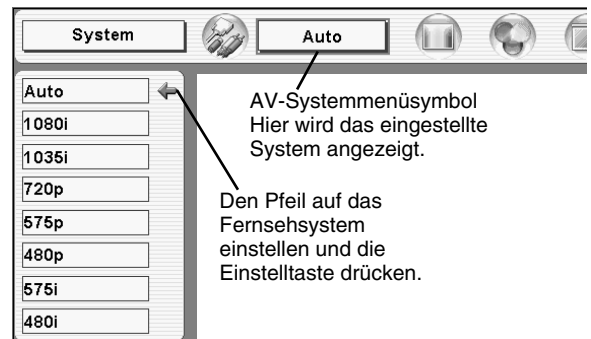 System
Auto
Auto
1080i
1035i
720p
575p
480p
575i
480i
AV-Systemmenüsymbol
Hier wird das eingestellte
System angezeigt.
Den Pfeil auf das
Fernsehsystem
einstellen und die
Einstelltaste drücken.